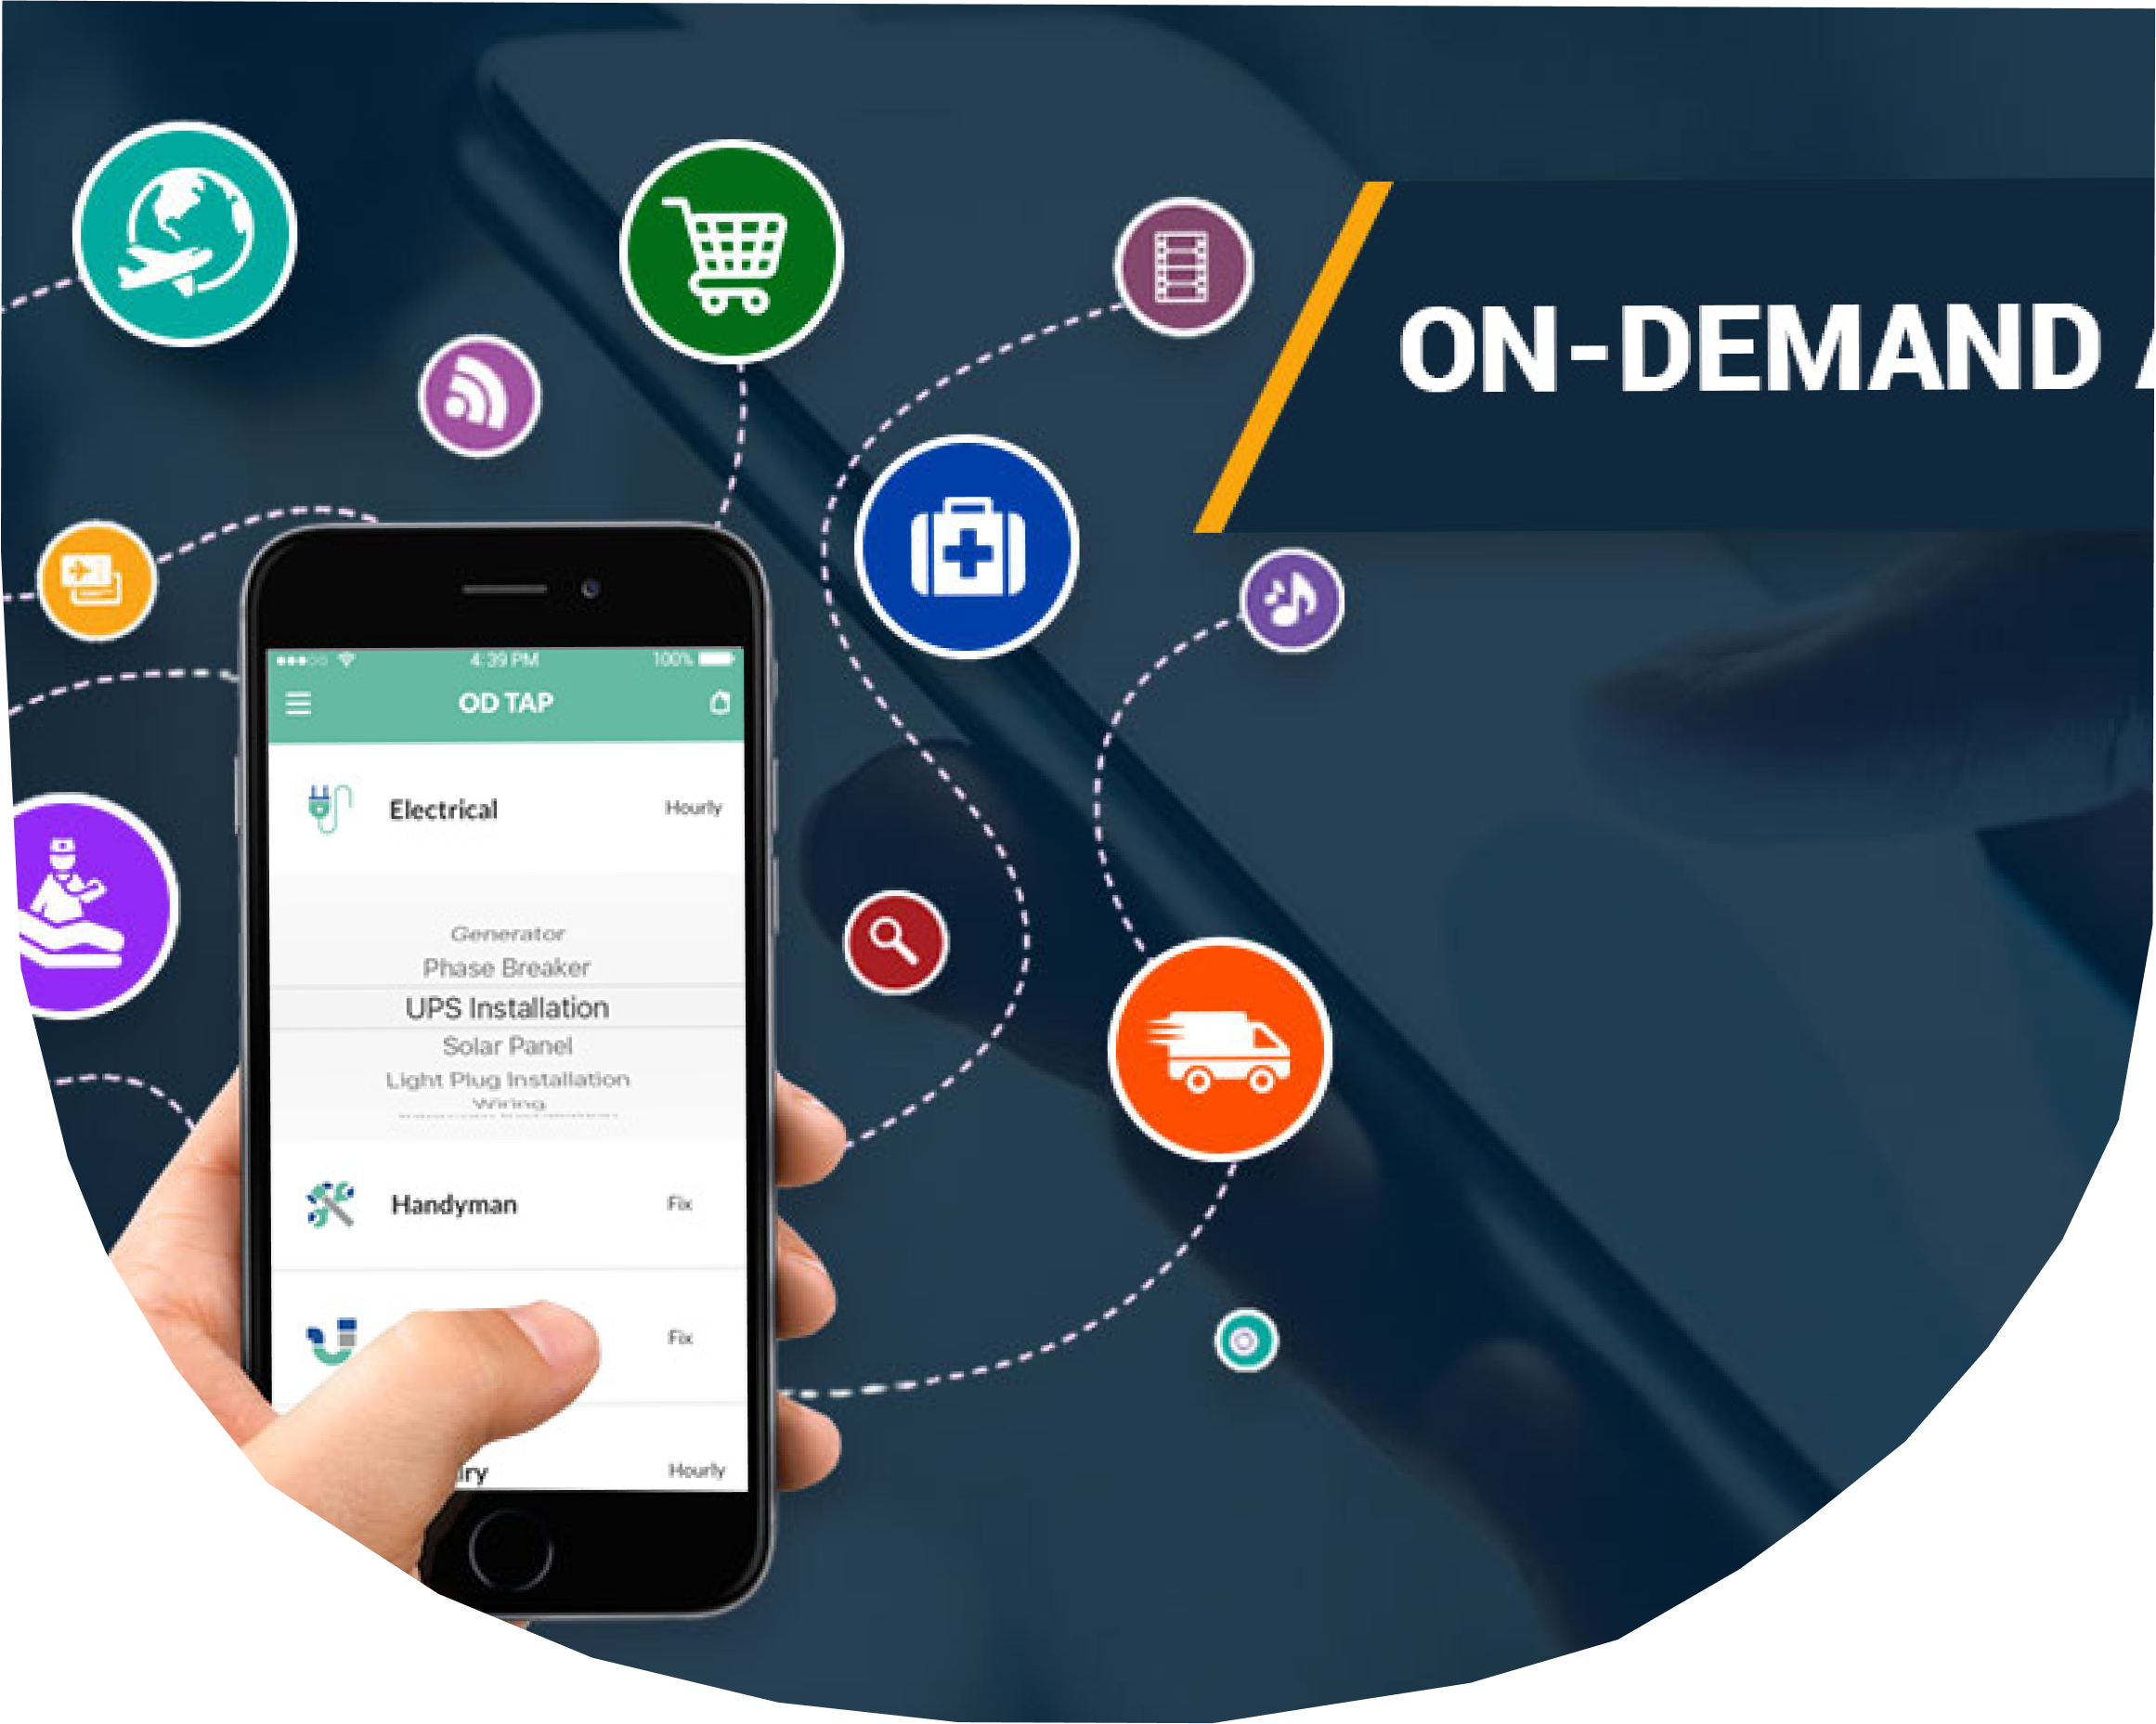 ON-DEMAND
4:39 PM
100%
OD TAP
Electrical
Hourly
Generator
Phase Breaker
UPS Installation
Solar Panel
Light Plug Installation
Wiring
Handyman
Fix
Fix
Hourly